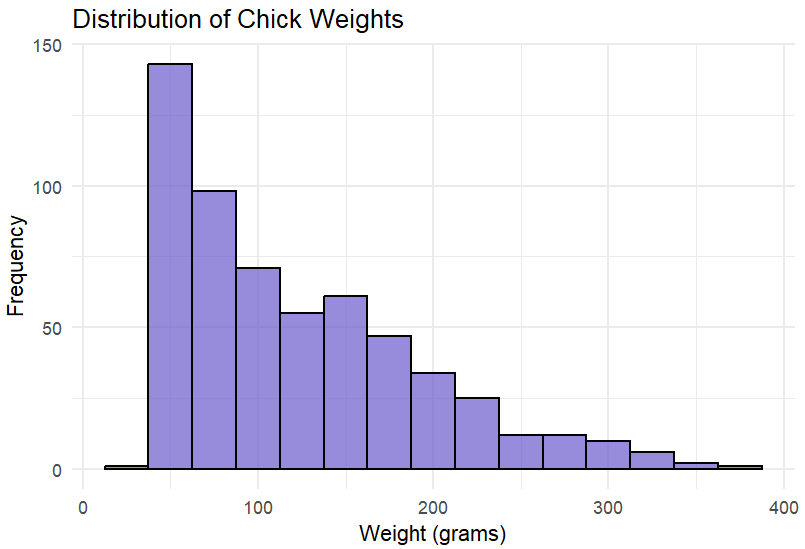 Distribution of Chick Weights
150
100
50
0
Frequency
0 100 200 300 400
Weight (grams)